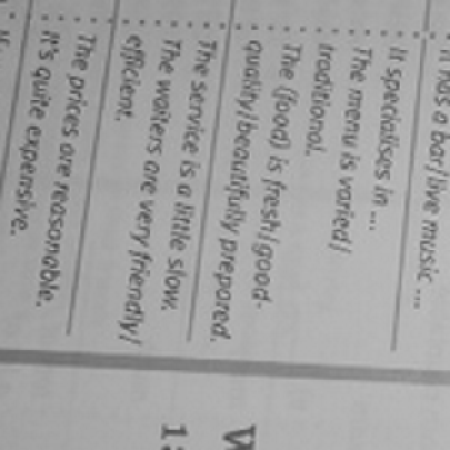 It has a bar/live music ...
It specialises in ...
The menu is varied/
traditional.
The (food) is fresh/good-
quality/beautifully prepared.
The service is a little slow.
The waiters are very friendly/
efficient.
The prices are reasonable.
It's quite expensive.
W